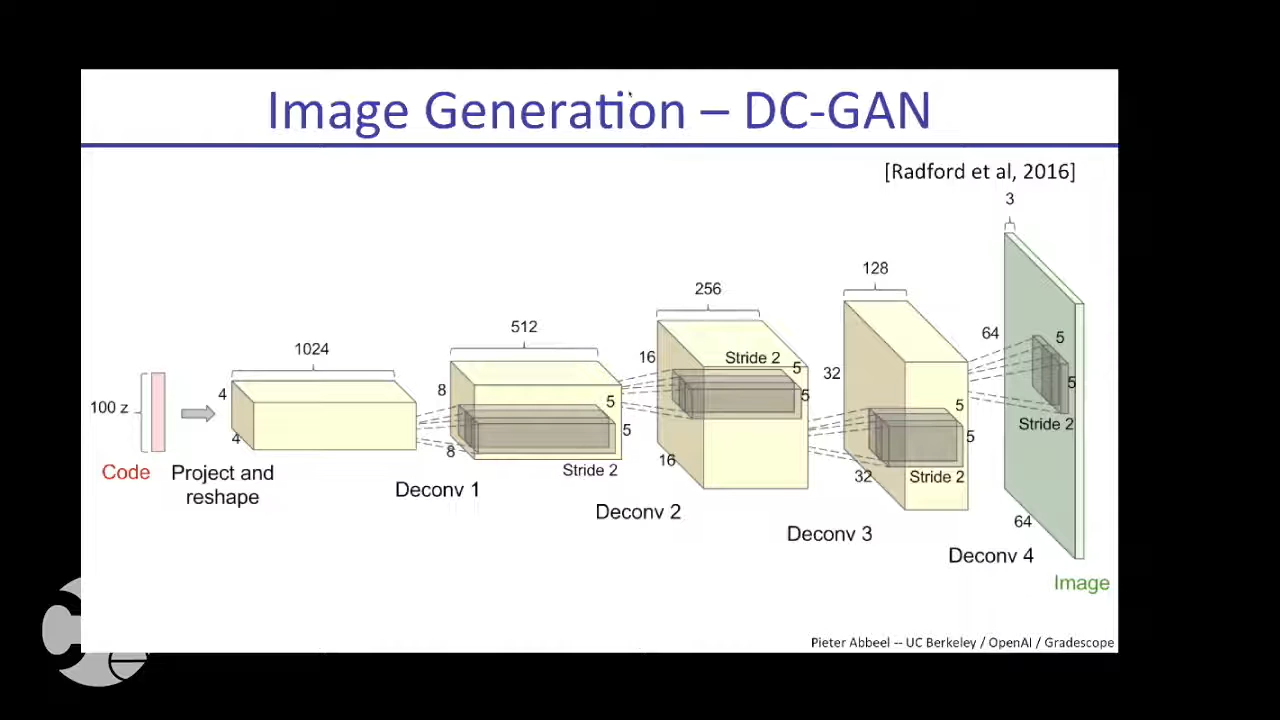 Image Generation – DC-GAN
[Radford et al, 2016]
3
128
256
512
1024
64
5
16
Stride 2
5
32
5
8
4
5
5
5
100 z
5
5
Stride 2
4
8
16
32
Stride 2
Stride 2
Code
Project and
reshape
Deconv 1
Deconv 2
64
Deconv 3
Deconv 4
Image
Pieter Abbeel -- UC Berkeley / OpenAI / Gradescope